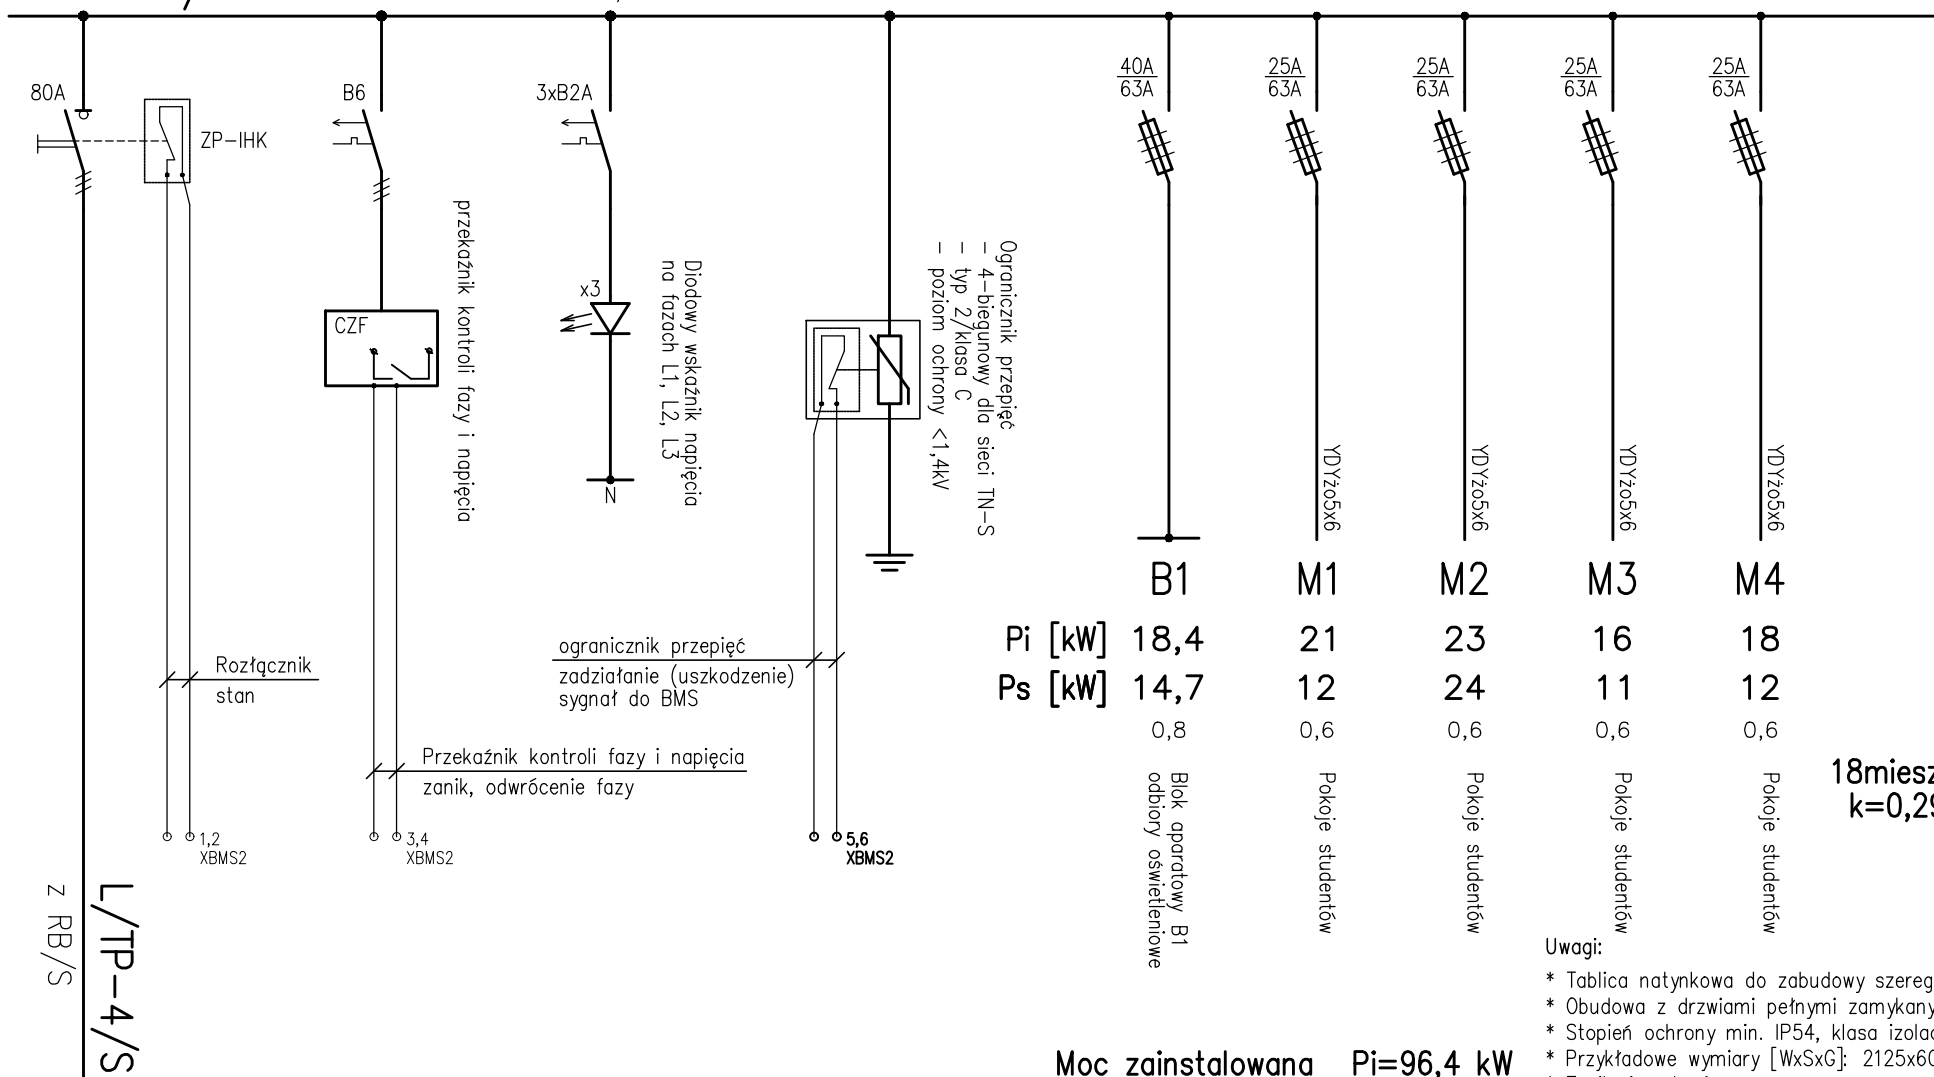 80A
ZP-IHK
B6
3xB2A
40A
63A
25A
63A
25A
63A
25A
63A
25A
63A
przekaźnik kontroli fazy i napięcia
CZF
x3
Diodowy wskaźnik napięcia
na fazach L1, L2, L3
N
Ogranicznik przepięć
- 4-biegunowy dla sieci TN-S
- typ 2/klasa C
- poziom ochrony <1,4kV
YDYżo5x6
YDYżo5x6
YDYżo5x6
YDYżo5x6
B1 M1 M2 M3 M4
Pi [kW] 18,4 21 23 16 18
Ps [kW] 14,7 12 24 11 12
0,8 0,6 0,6 0,6 0,6
Blok aparatowy B1
odbiory oświetleniowe
Pokoje studentów
Pokoje studentów
Pokoje studentów
Pokoje studentów
18miesz
k=0,29
Rozłącznik
stan
ogranicznik przepięć
zadziałanie (uszkodzenie)
sygnał do BMS
Przekaźnik kontroli fazy i napięcia
zanik, odwrócenie fazy
1,2
XBMS2
3,4
XBMS2
5,6
XBMS2
L/TP-4/S
z RB/S
Uwagi:
* Tablica natynkowa do zabudowy szereg
* Obudowa z drzwiami pełnymi zamykany
* Stopień ochrony min. IP54, klasa izolac
* Przykładowe wymiary [WxSxG]: 2125x60
Moc zainstalowana Pi=96,4 kW